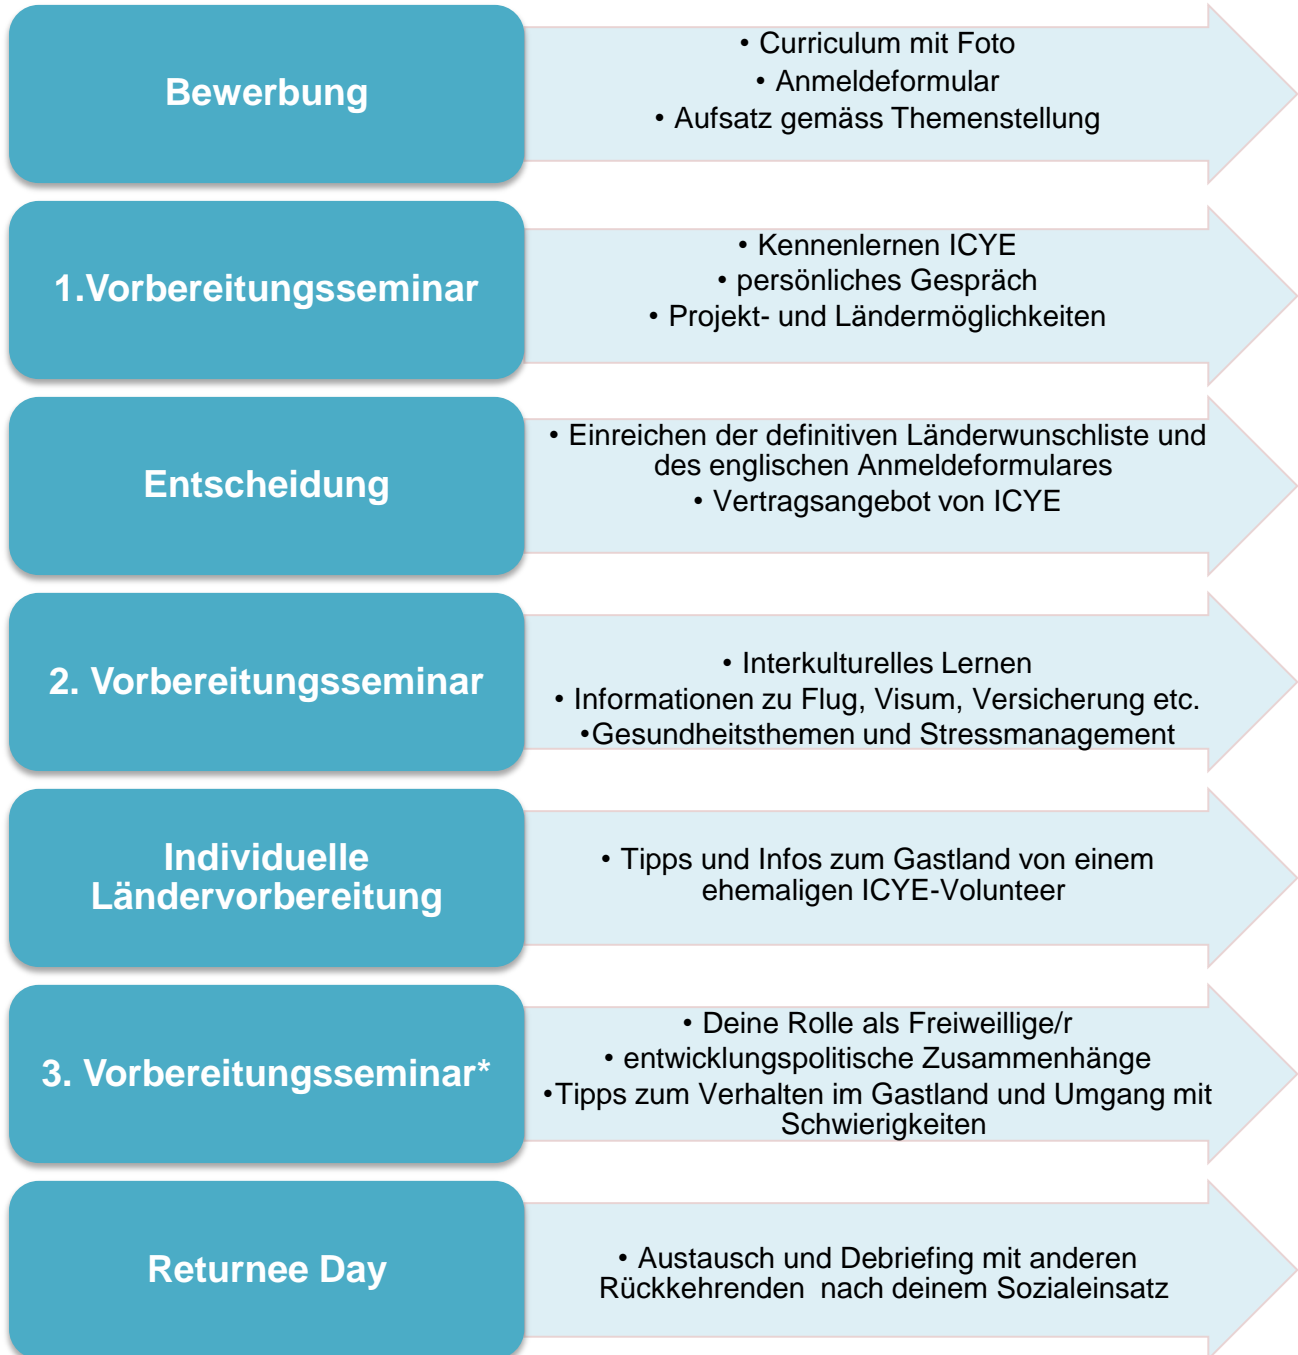 Bewerbung
• Curriculum mit Foto
• Anmeldeformular
• Aufsatz gemäss Themenstellung
1.Vorbereitungsseminar
• Kennenlernen ICYE
• persönliches Gespräch
• Projekt- und Ländermöglichkeiten
Entscheidung
• Einreichen der definitiven Länderwunschliste und
des englischen Anmeldeformulares
• Vertragsangebot von ICYE
2. Vorbereitungsseminar
• Interkulturelles Lernen
• Informationen zu Flug, Visum, Versicherung etc.
•Gesundheitsthemen und Stressmanagement
Individuelle
Ländervorbereitung
• Tipps und Infos zum Gastland von einem
ehemaligen ICYE-Volunteer
3. Vorbereitungsseminar*
• Deine Rolle als Freiweillige/r
• entwicklungspolitische Zusammenhänge
•Tipps zum Verhalten im Gastland und Umgang mit
Schwierigkeiten
Returnee Day
• Austausch und Debriefing mit anderen
Rückkehrenden  nach deinem Sozialeinsatz